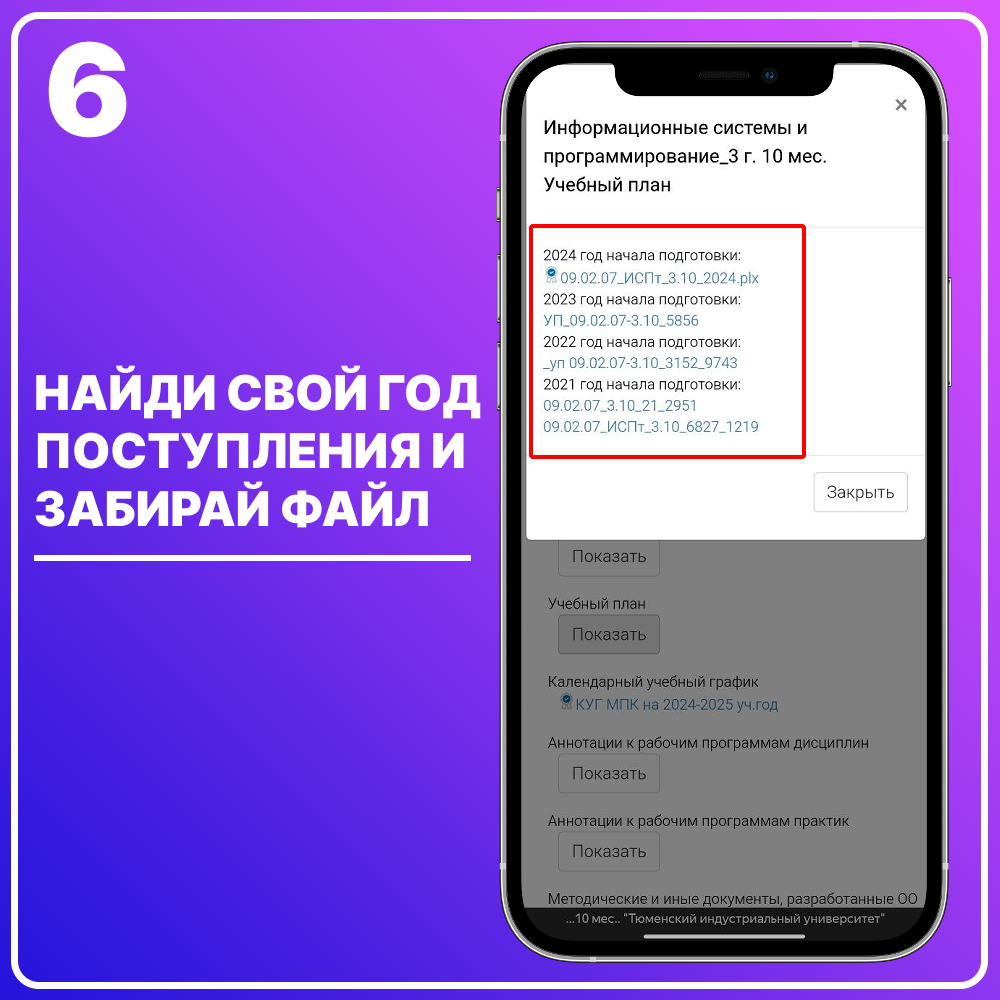 6
НАЙДИ СВОЙ ГОД
ПОСТУПЛЕНИЯ И
ЗАБИРАЙ ФАЙЛ
×
Информационные системы и
программирование_3 г. 10 мес.
Учебный план
2024 год начала подготовки:
09.02.07_ИСПт_3.10_2024.plx
2023 год начала подготовки:
УП_09.02.07-3.10_5856
2022 год начала подготовки:
_уп 09.02.07-3.10_3152_9743
2021 год начала подготовки:
09.02.07_3.10_21_2951
09.02.07_ИСПт_3.10_6827_1219
Закрыть
Показать
Учебный план
Показать
Календарный учебный график
КУГ МПК на 2024-2025 уч.год
Аннотации к рабочим программам дисциплин
Показать
Аннотации к рабочим программам практик
Показать
Методические и иные документы, разработанные ОО
...10 мес.. "Тюменский индустриальный университет"